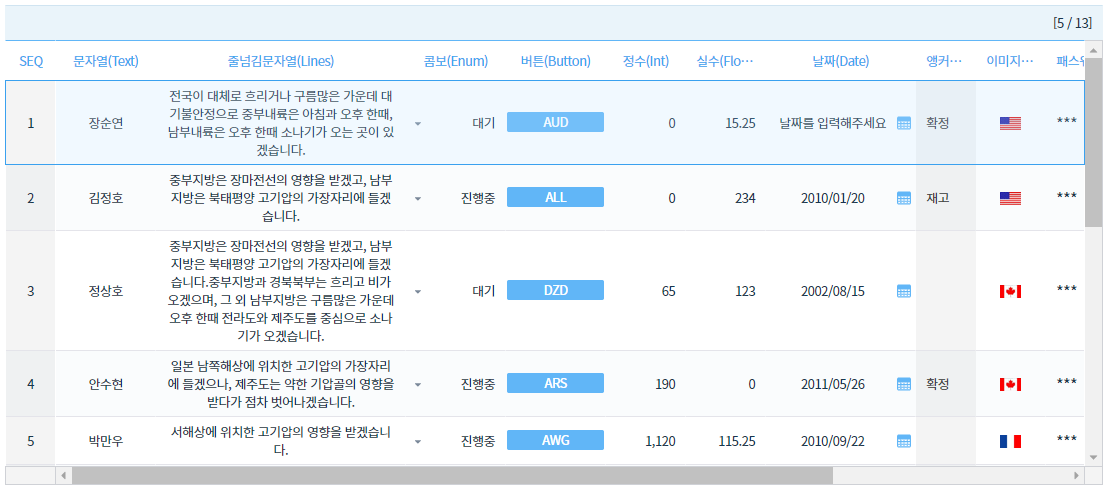 [5 / 13]
SEQ 문자열(Text) 줄넘김문자열(Lines) 콤보(Enum) 버튼(Button) 정수(Int) 실수(Flo··· 날짜(Date) 앵커··· 이미지··· 패스워
전국이 대체로 흐리거나 구름많은 가운데 대
기불안정으로 중부내륙은 아침과 오후 한때,
1 장순연 대기 AUD 0 15.25 날짜를 입력해주세요 확정 ***
남부내륙은 오후 한때 소나기가 오는 곳이 있
겠습니다.
중부지방은 장마전선의 영향을 받겠고, 남부
2 김정호 지방은 북태평양 고기압의 가장자리에 들겠 진행중 ALL 0 234 2010/01/20 재고 ***
습니다.
중부지방은 장마전선의 영향을 받겠고, 남부
지방은 북태평양 고기압의 가장자리에 들겠
습니다.중부지방과 경북북부는 흐리고 비가
3 정상호 대기 DZD 65 123 2002/08/15 ***
오겠으며, 그 외 남부지방은 구름많은 가운데
오후 한때 전라도와 제주도를 중심으로 소나
기가 오겠습니다.
일본 남쪽해상에 위치한 고기압의 가장자리
4 안수현 에 들겠으나, 제주도는 약한 기압골의 영향을 진행중 ARS 190 0 2011/05/26 확정 ***
받다가 점차 벗어나겠습니다.
서해상에 위치한 고기압의 영향을 받겠습니
5 박만우 진행중 AWG 1,120 115.25 2010/09/22 ***
다.